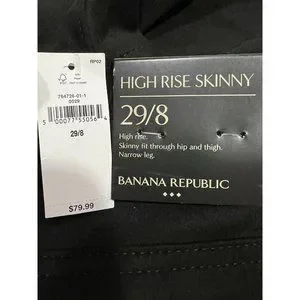 RP02
784726-01-1
0029
5 00077 55056 4
29/8
$79.99
HIGH RISE SKINNY
29/8
High rise.
Skinny fit through hip and thigh.
Narrow leg.
BANANA REPUBLIC